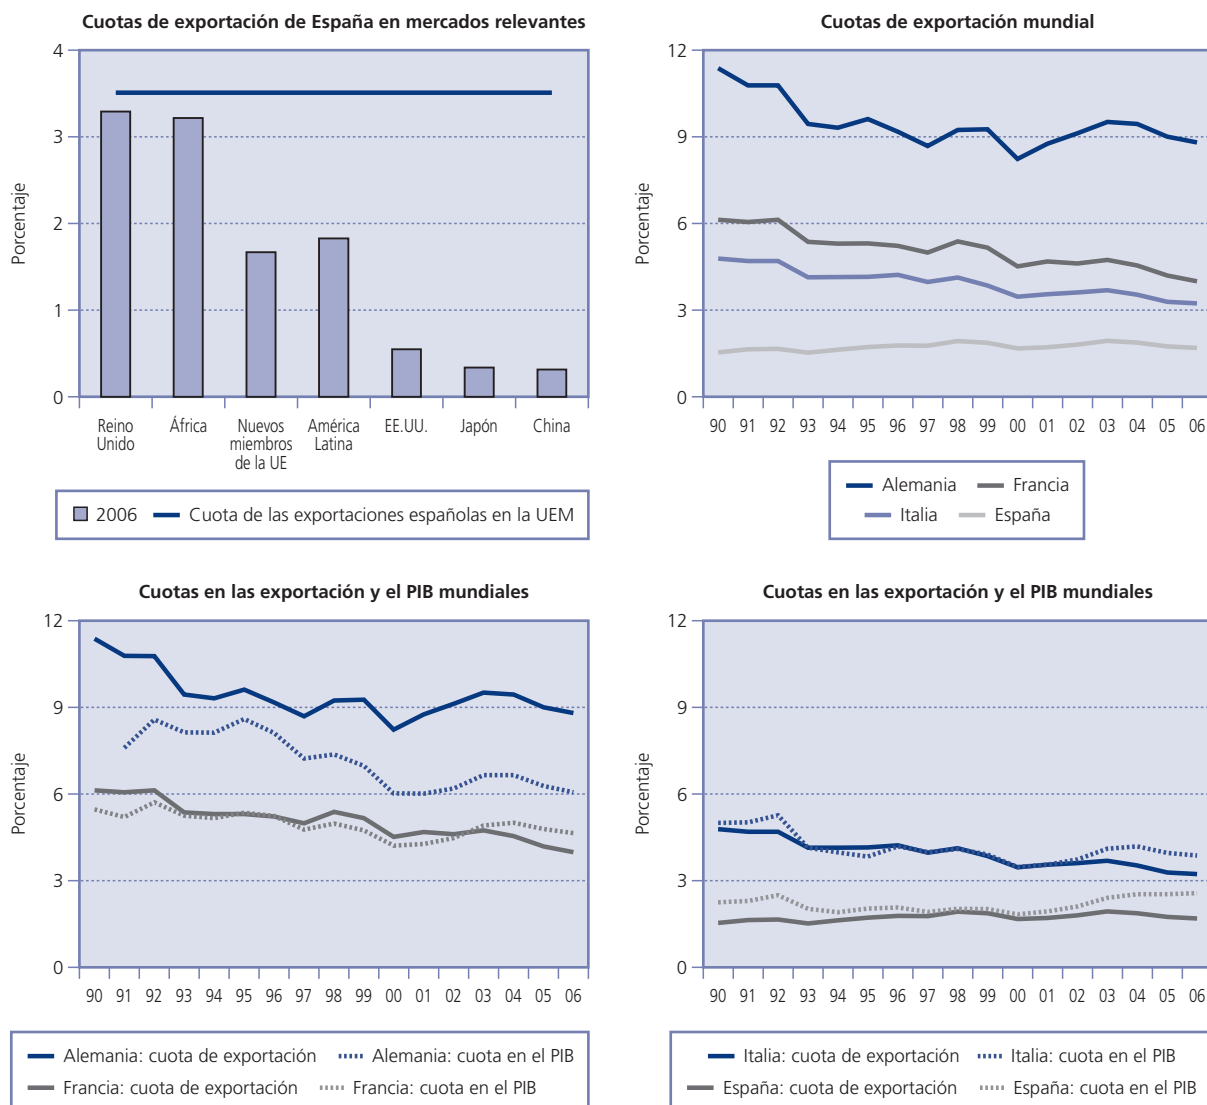 Cuotas de exportación de España en mercados relevantes
4
3
2
1
0
Porcentaje
Reino
Unido
África
Nuevos
miembros
de la UE
América
Latina
EE.UU.
Japón
China
2006
Cuota de las exportaciones españolas en la UEM
Cuotas de exportación mundial
12
9
6
3
0
Porcentaje
90 91 92 93 94 95 96 97 98 99 00 01 02 03 04 05 06
Alemania Francia
Italia España
Cuotas en las exportación y el PIB mundiales
12
9
6
3
0
Porcentaje
90 91 92 93 94 95 96 97 98 99 00 01 02 03 04 05 06
Alemania: cuota de exportación Alemania: cuota en el PIB
Francia: cuota de exportación Francia: cuota en el PIB
Cuotas en las exportación y el PIB mundiales
12
9
6
3
0
Porcentaje
90 91 92 93 94 95 96 97 98 99 00 01 02 03 04 05 06
Italia: cuota de exportación Italia: cuota en el PIB
España: cuota de exportación España: cuota en el PIB